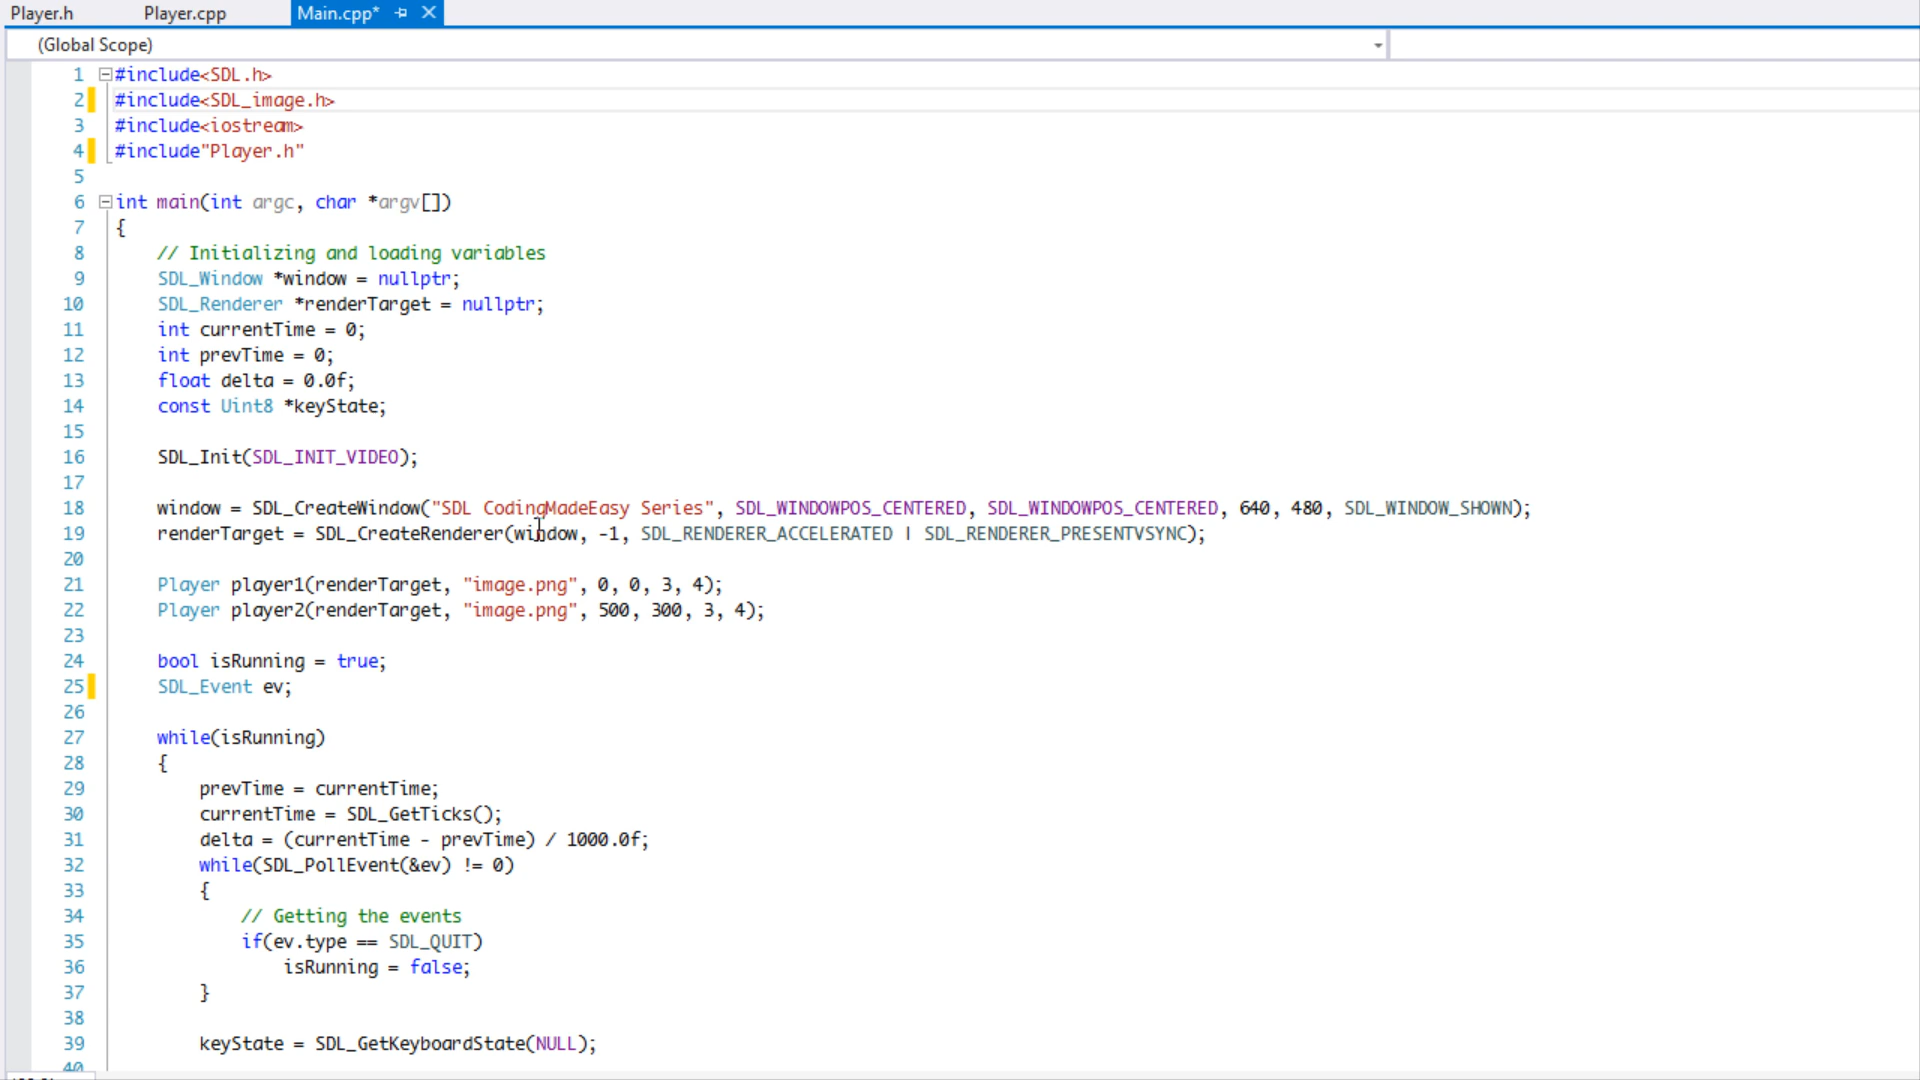 Player.h Player.cpp Main.cpp*
(Global Scope)
1 #include<SDL.h>
2 #include<SDL_image.h>
3 #include<iostream>
4 #include"Player.h"
5
6 int main(int argc, char *argv[])
7 {
8 // Initializing and loading variables
9 SDL_Window *window = nullptr;
10 SDL_Renderer *renderTarget = nullptr;
11 int currentTime = 0;
12 int prevTime = 0;
13 float delta = 0.0f;
14 const Uint8 *keyState;
15
16 SDL_Init(SDL_INIT_VIDEO);
17
18 window = SDL_CreateWindow("SDL CodingMadeEasy Series", SDL_WINDOWPOS_CENTERED, SDL_WINDOWPOS_CENTERED, 640, 480, SDL_WINDOW_SHOWN);
19 renderTarget = SDL_CreateRenderer(window, -1, SDL_RENDERER_ACCELERATED | SDL_RENDERER_PRESENTVSYNC);
20
21 Player player1(renderTarget, "image.png", 0, 0, 3, 4);
22 Player player2(renderTarget, "image.png", 500, 300, 3, 4);
23
24 bool isRunning = true;
25 SDL_Event ev;
26
27 while(isRunning)
28 {
29 prevTime = currentTime;
30 currentTime = SDL_GetTicks();
31 delta = (currentTime - prevTime) / 1000.0f;
32 while(SDL_PollEvent(&ev) != 0)
33 {
34 // Getting the events
35 if(ev.type == SDL_QUIT)
36 isRunning = false;
37 }
38
39 keyState = SDL_GetKeyboardState(NULL);
40